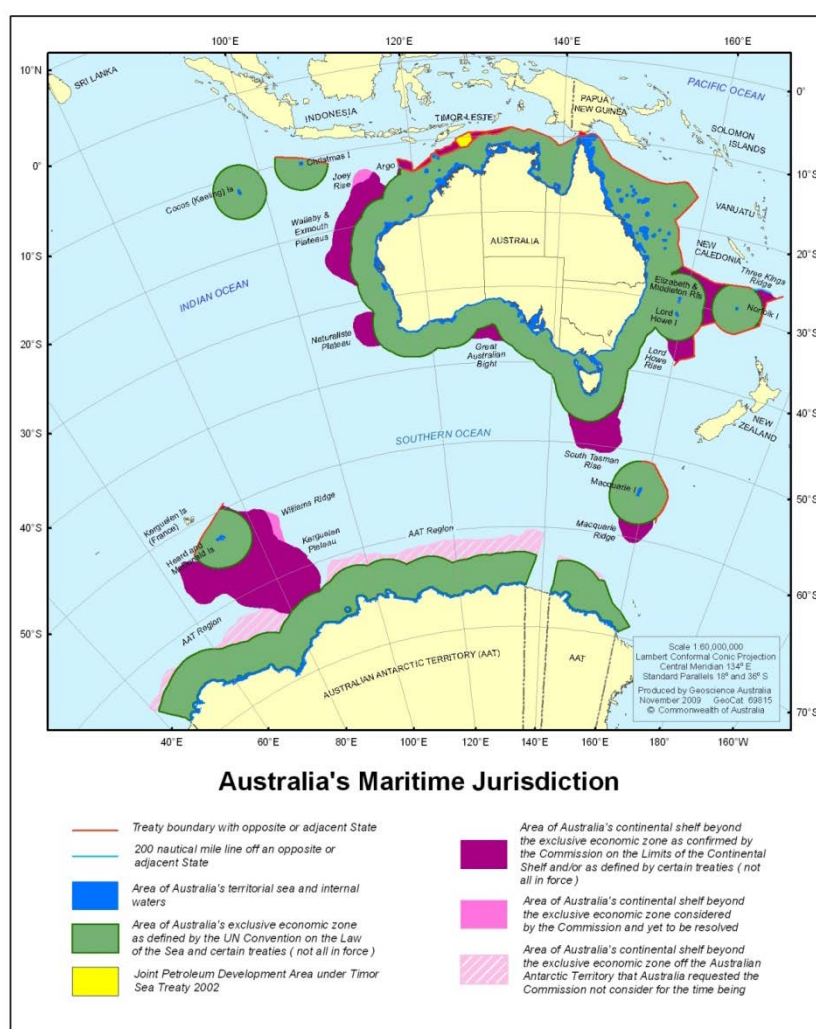 100°E
120°E
140°E
160°E
10°N
SRI LANKA
PACIFIC OCEAN
0°
PAPUA
NEW GUINEA
INDONESIA
TIMOR-LESTE
SOLOMON
ISLANDS
0°
Christmas I
Argo
Joey
Rise
10°S
Cocos (Keeling) Is
Wallaby &
Exmouth
Plateaus
VANUATU
10°S
AUSTRALIA
NEW
CALEDONIA
20°S
Three Kings
Ridge
INDIAN OCEAN
Elizabeth &
Middleton Rfs
Norfolk I
20°S
Naturaliste
Plateau
Great
Australian
Bight
Lord
Howe I
30°S
Lord
Howe Rise
30°S
40°S
NEW
ZEALAND
SOUTHERN OCEAN
South Tasman
Rise
Macquarie I
50°S
40°S
Kerguelen Is
(France)
Williams Ridge
Heard and
McDonald Is
Kerguelen
Plateau
AAT Region
Macquarie
Ridge
50°S
AAT Region
60°S
AUSTRALIAN ANTARCTIC TERRITORY (AAT)
AAT
Scale 1:60,000,000
Lambert Conformal Conic Projection
Central Meridian 134° E
Standard Parallels 18° and 36° S
Produced by Geoscience Australia
November 2009 GeoCat 69815
© Commonwealth of Australia
70°S
40°E
60°E
80°E
100°E
120°E
140°E
160°E
180°E
160°W
Australia's Maritime Jurisdiction
Treaty boundary with opposite or adjacent State
200 nautical mile line off an opposite or
adjacent State
Area of Australia's territorial sea and internal
waters
Area of Australia's exclusive economic zone
as defined by the UN Convention on the Law
of the Sea and certain treaties ( not all in force )
Joint Petroleum Development Area under Timor
Sea Treaty 2002
Area of Australia's continental shelf beyond
the exclusive economic zone as confirmed by
the Commission on the Limits of the Continental
Shelf and/or as defined by certain treaties ( not
all in force )
Area of Australia's continental shelf beyond
the exclusive economic zone considered
by the Commission and yet to be resolved
Area of Australia's continental shelf beyond
the exclusive economic zone off the Australian
Antarctic Territory that Australia requested the
Commission not consider for the time being